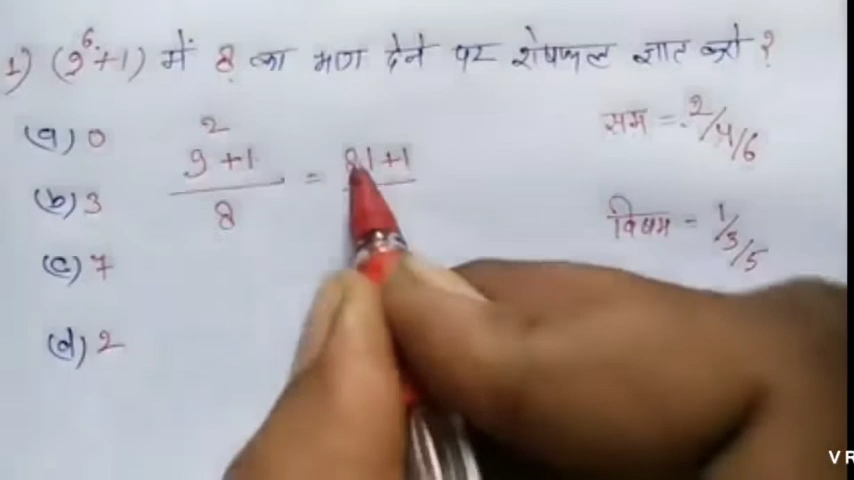 1) (9⁶+1) में 8 का भाग देने पर शेषफल ज्ञात करो ?
(a) 0
(b) 3
(c) 7
(d) 2
9²+1 / 8 = 81+1
सम = 2/4/6
विषम = 1/3/5
VR